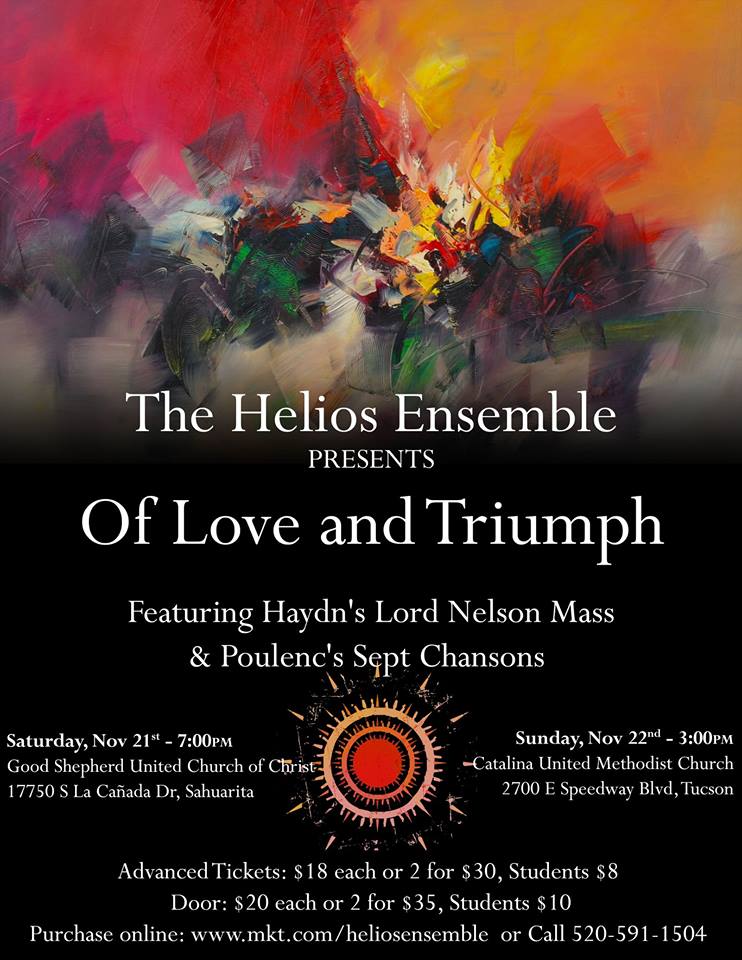 The Helios Ensemble
PRESENTS
Of Love and Triumph
Featuring Haydn's Lord Nelson Mass
& Poulenc's Sept Chansons
Saturday, Nov 21st - 7:00PM
Good Shepherd United Church of Christ
17750 S La Cañada Dr, Sahuarita
Sunday, Nov 22nd - 3:00PM
Catalina United Methodist Church
2700 E Speedway Blvd, Tucson
Advanced Tickets: $18 each or 2 for $30, Students $8
Door: $20 each or 2 for $35, Students $10
Purchase online: www.mkt.com/heliosensemble or Call 520-591-1504